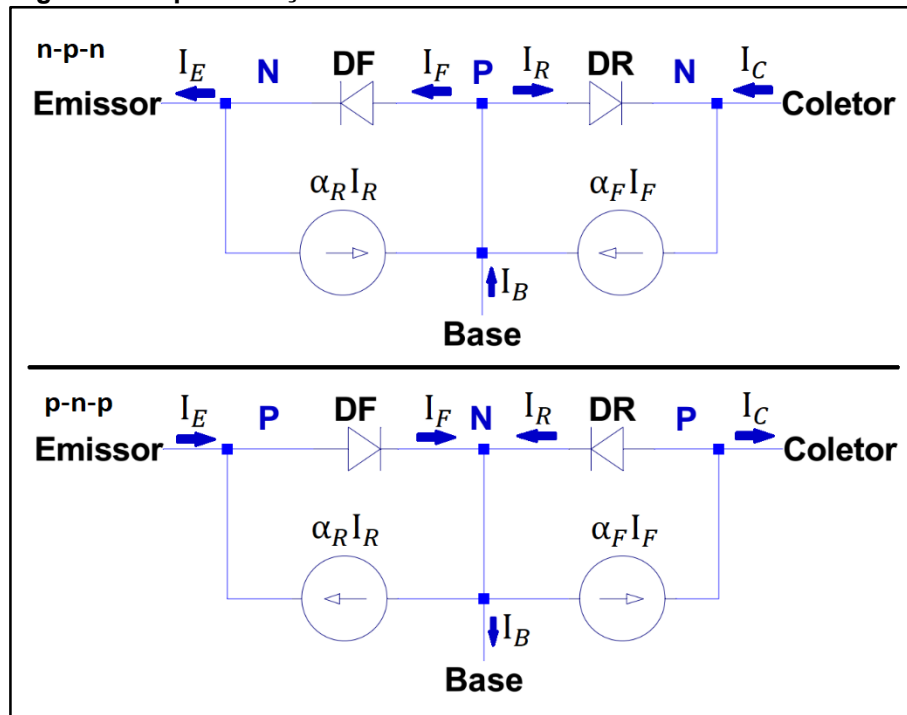 n-p-n
I_E N DF I_F P I_R DR N I_C
Emissor Coletor
α_R I_R α_F I_F
I_B
Base
p-n-p
I_E P DF I_F N I_R DR P I_C
Emissor Coletor
α_R I_R α_F I_F
I_B
Base